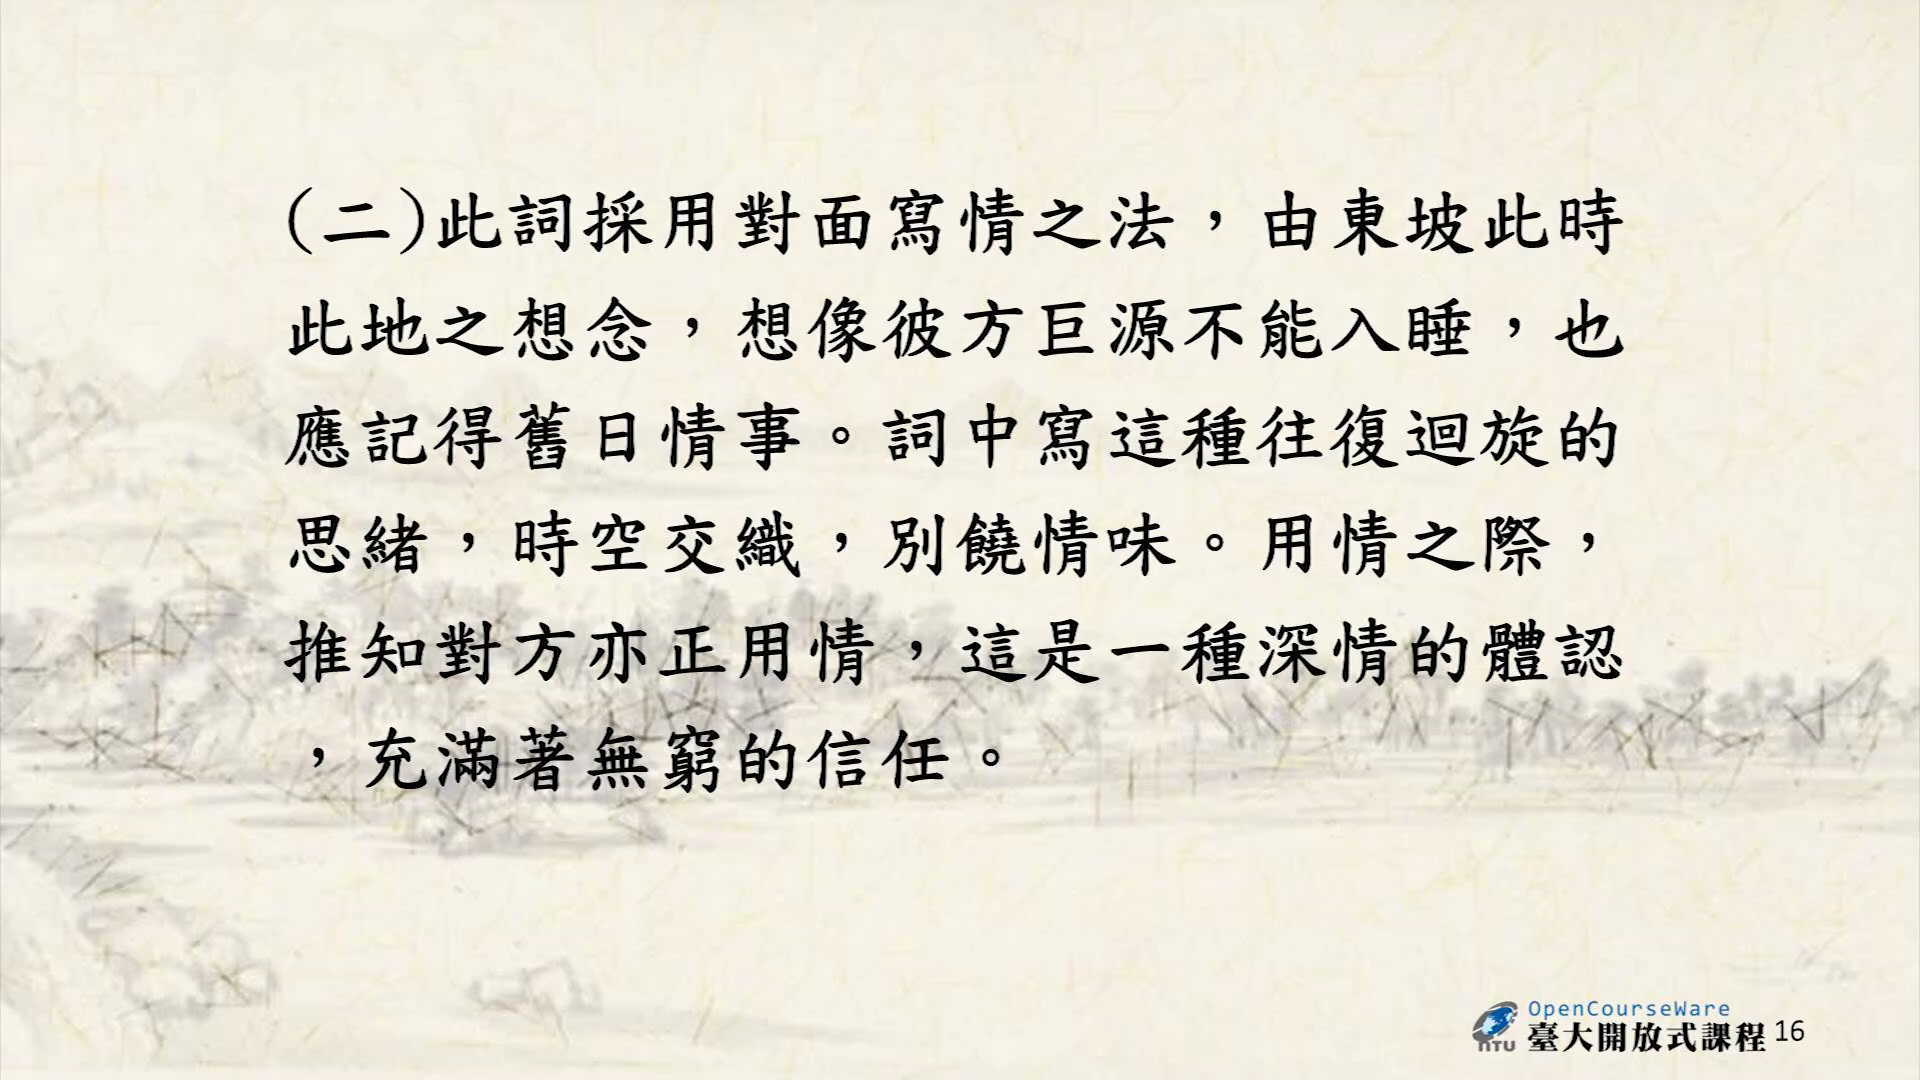 (二)此詞採用對面寫情之法，由東坡此時
此地之想念，想像彼方巨源不能入睡，也
應記得舊日情事。詞中寫這種往復迴旋的
思緒，時空交織，別饒情味。用情之際，
推知對方亦正用情，這是一種深情的體認
，充滿著無窮的信任。
OpenCourseWare
NTU 臺大開放式課程 16